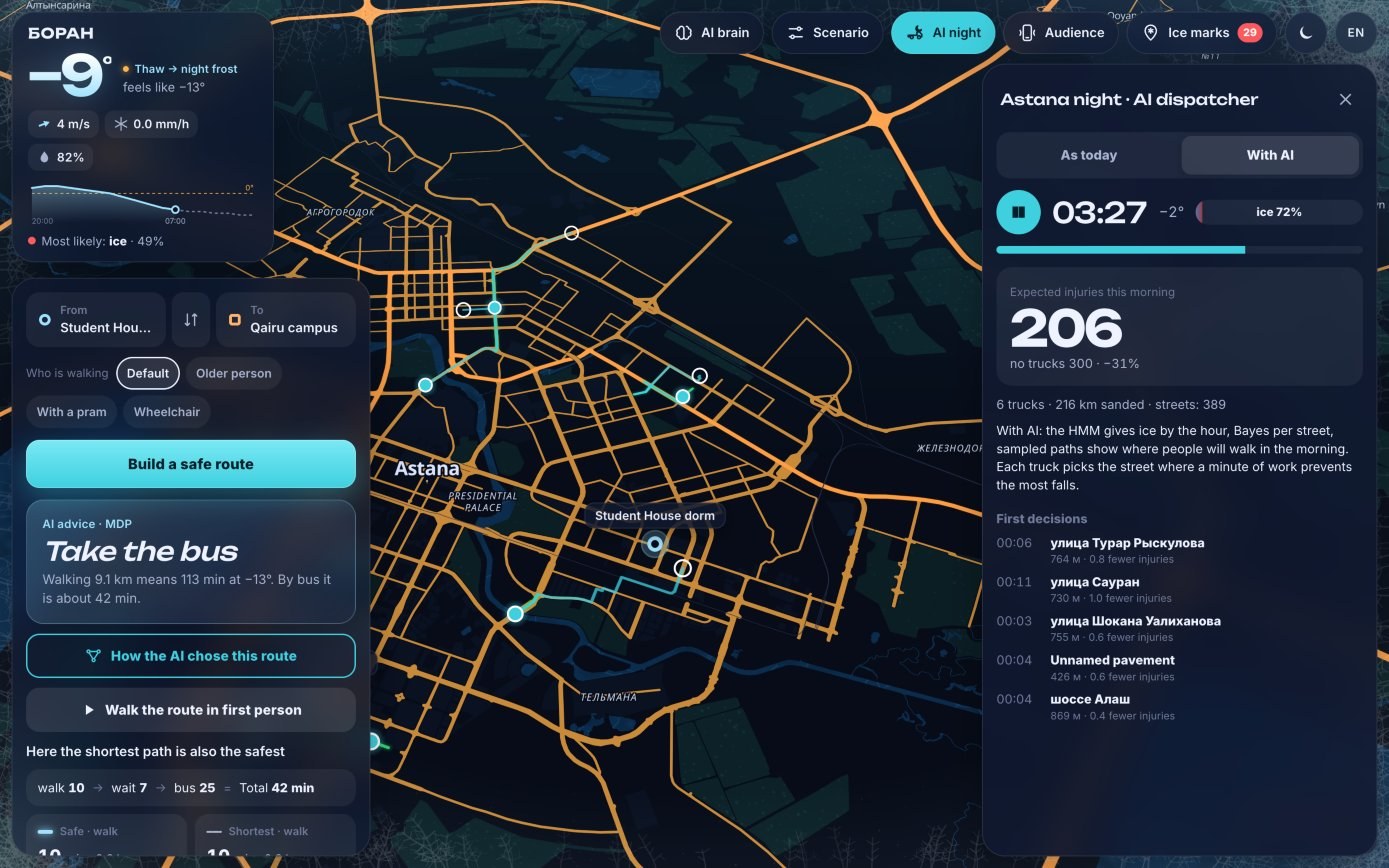 Алтынсарина
БОРАН
−9°
Thaw → night frost
feels like −13°
4 m/s
0.0 mm/h
82%
0°
20:00
07:00
Most likely: ice · 49%
From
Student Hou...
To
Qairu campus
Who is walking
Default
Older person
With a pram
Wheelchair
Build a safe route
AI advice · MDP
Take the bus
Walking 9.1 km means 113 min at −13°. By bus it
is about 42 min.
How the AI chose this route
Walk the route in first person
Here the shortest path is also the safest
walk 10 → wait 7 → bus 25 = Total 42 min
Safe · walk
Shortest · walk
AI brain
Scenario
AI night
Audience
Ice marks
29
EN
АГРОГОРОДОК
Astana
PRESIDENTIAL
PALACE
Student House dorm
ТЕЛЬМАНА
ЖЕЛЕЗНОДОР
Astana night · AI dispatcher
As today
With AI
03:27
−2°
ice 72%
Expected injuries this morning
206
no trucks 300 · −31%
6 trucks · 216 km sanded · streets: 389
With AI: the HMM gives ice by the hour, Bayes per street,
sampled paths show where people will walk in the morning.
Each truck picks the street where a minute of work prevents
the most falls.
First decisions
00:06
улица Турар Рыскулова
764 м · 0.8 fewer injuries
00:11
улица Сауран
730 м · 1.0 fewer injuries
00:03
улица Шокана Уалиханова
755 м · 0.6 fewer injuries
00:04
Unnamed pavement
426 м · 0.6 fewer injuries
00:04
шоссе Алаш
869 м · 0.4 fewer injuries